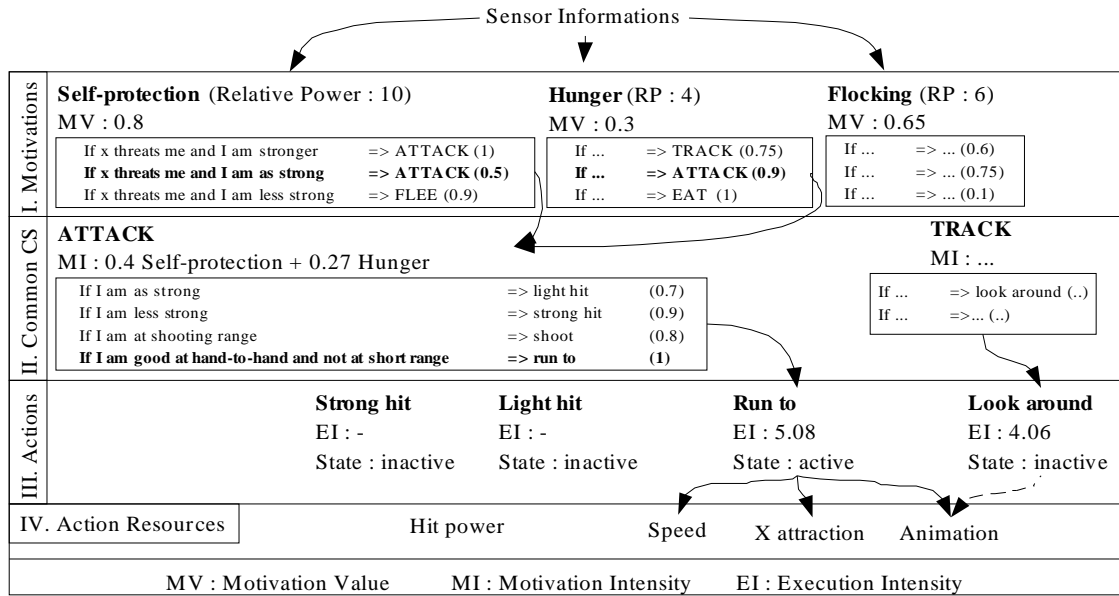 Sensor Informations
I. Motivations
Self-protection (Relative Power : 10)
MV : 0.8
If x threats me and I am stronger => ATTACK (1)
If x threats me and I am as strong => ATTACK (0.5)
If x threats me and I am less strong => FLEE (0.9)
Hunger (RP : 4)
MV : 0.3
If ... => TRACK (0.75)
If ... => ATTACK (0.9)
If ... => EAT (1)
Flocking (RP : 6)
MV : 0.65
If ... => ... (0.6)
If ... => ... (0.75)
If ... => ... (0.1)
II. Common CS
ATTACK
MI : 0.4 Self-protection + 0.27 Hunger
If I am as strong => light hit (0.7)
If I am less strong => strong hit (0.9)
If I am at shooting range => shoot (0.8)
If I am good at hand-to-hand and not at short range => run to (1)
TRACK
MI : ...
If ... => look around (..)
If ... =>... (..)
III. Actions
Strong hit
EI : -
State : inactive
Light hit
EI : -
State : inactive
Run to
EI : 5.08
State : active
Look around
EI : 4.06
State : inactive
IV. Action Resources
Hit power
Speed
X attraction
Animation
MV : Motivation Value MI : Motivation Intensity EI : Execution Intensity